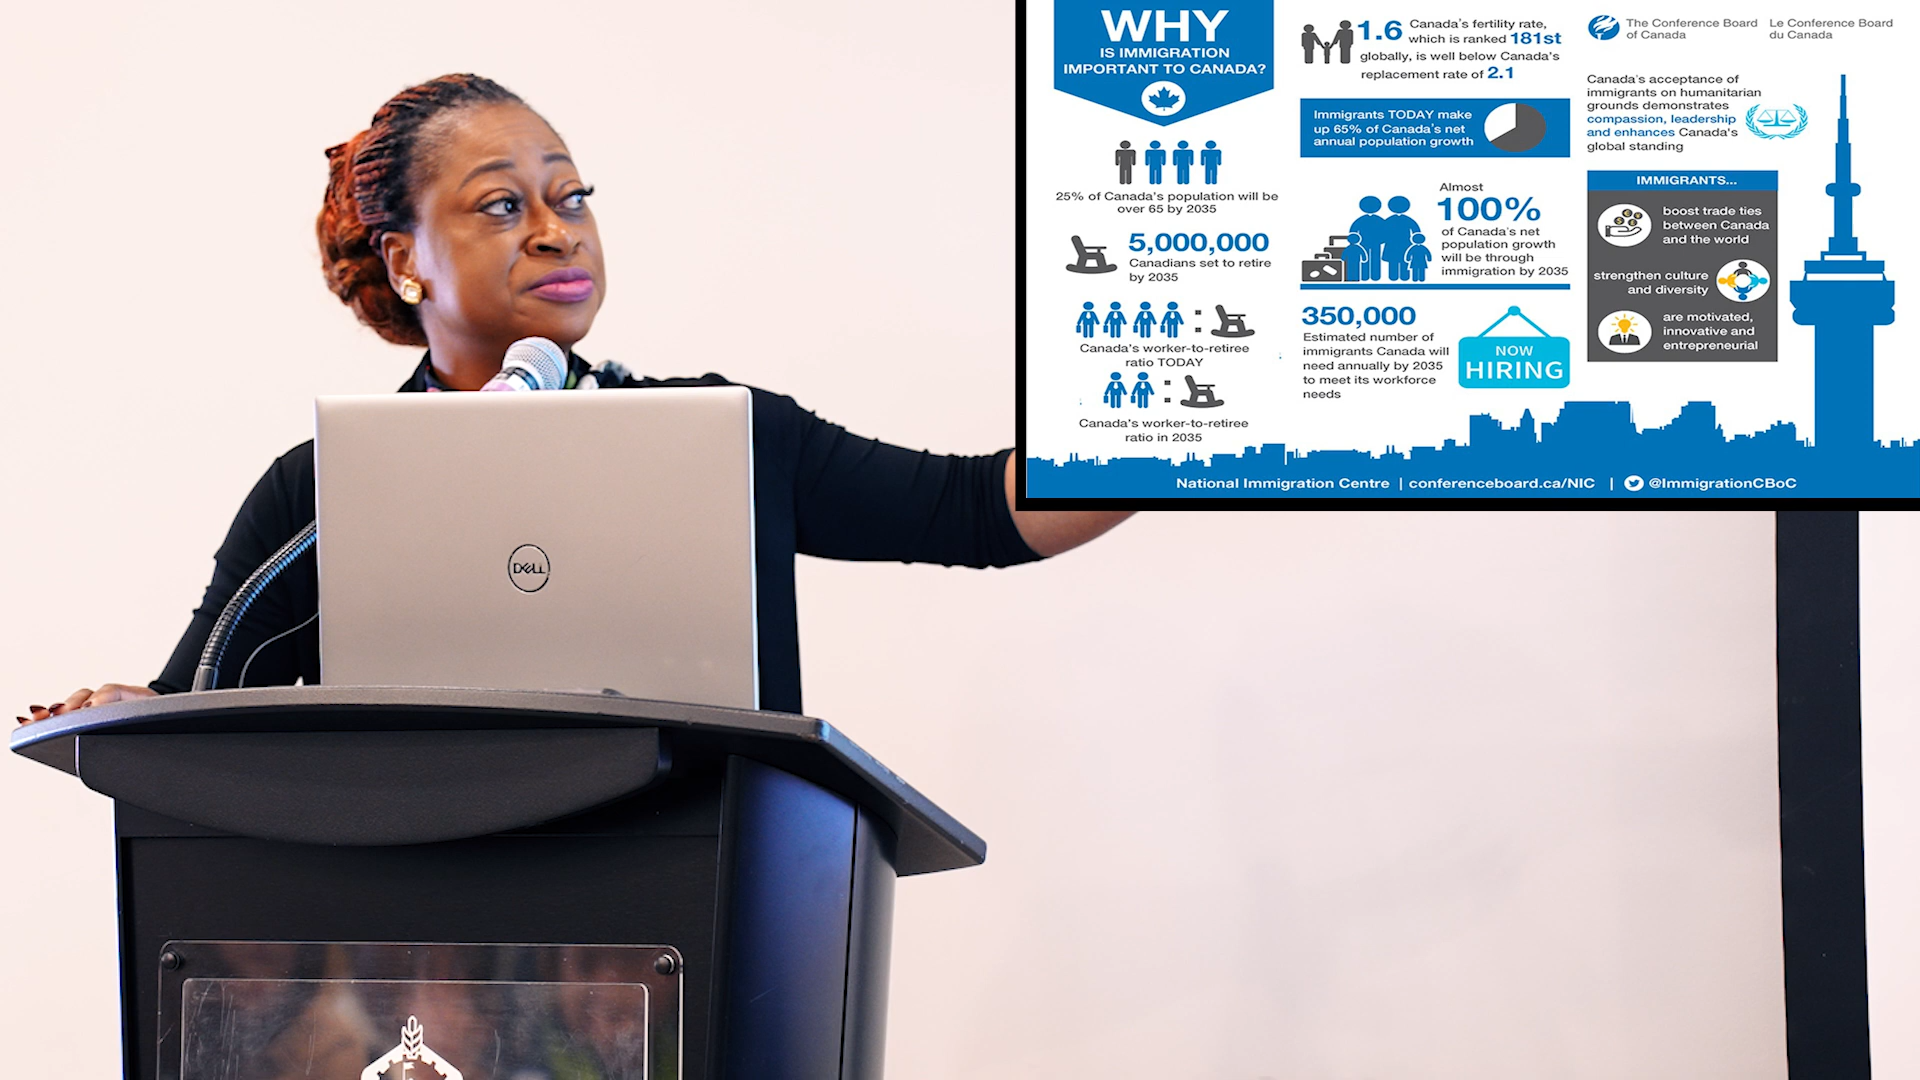 WHY
IS IMMIGRATION
IMPORTANT TO CANADA?
25% of Canada's population will be
over 65 by 2035
5,000,000
Canadians set to retire
by 2035
Canada's worker-to-retiree
ratio TODAY
Canada's worker-to-retiree
ratio in 2035
1.6 Canada's fertility rate,
which is ranked 181st
globally, is well below Canada's
replacement rate of 2.1
Immigrants TODAY make
up 65% of Canada's net
annual population growth
Almost
100%
of Canada's net
population growth
will be through
immigration by 2035
350,000
Estimated number of
immigrants Canada will
need annually by 2035
to meet its workforce
needs
NOW
HIRING
The Conference Board
of Canada
Le Conference Board
du Canada
Canada's acceptance of
immigrants on humanitarian
grounds demonstrates
compassion, leadership
and enhances Canada's
global standing
IMMIGRANTS...
boost trade ties
between Canada
and the world
strengthen culture
and diversity
are motivated,
innovative and
entrepreneurial
National Immigration Centre | conferenceboard.ca/NIC | @ImmigrationCBoC
DELL